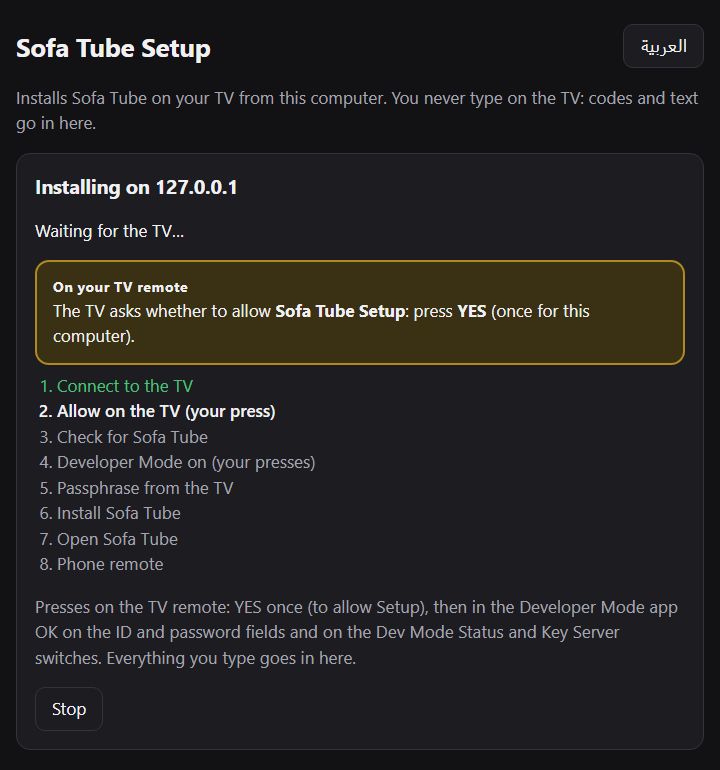 Sofa Tube Setup
العربية
Installs Sofa Tube on your TV from this computer. You never type on the TV: codes and text
go in here.
Installing on 127.0.0.1
Waiting for the TV...
On your TV remote
The TV asks whether to allow Sofa Tube Setup: press YES (once for this
computer).
1. Connect to the TV
2. Allow on the TV (your press)
3. Check for Sofa Tube
4. Developer Mode on (your presses)
5. Passphrase from the TV
6. Install Sofa Tube
7. Open Sofa Tube
8. Phone remote
Presses on the TV remote: YES once (to allow Setup), then in the Developer Mode app
OK on the ID and password fields and on the Dev Mode Status and Key Server
switches. Everything you type goes in here.
Stop